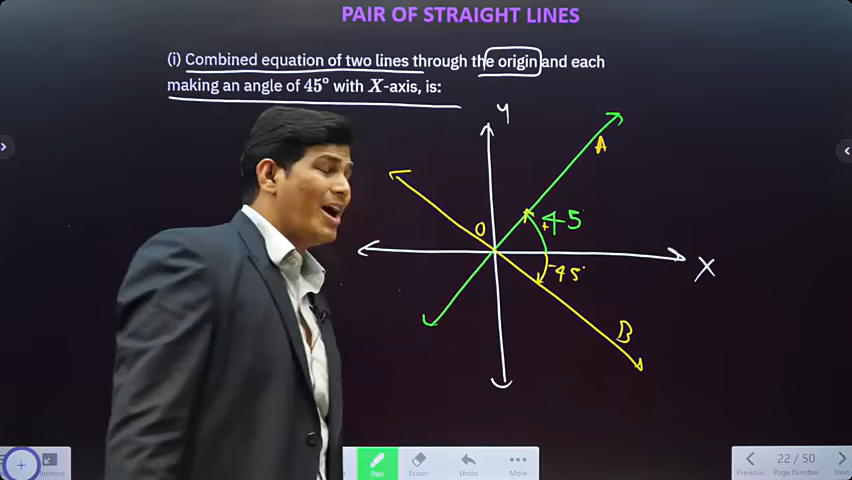 PAIR OF STRAIGHT LINES
(i) Combined equation of two lines through the origin and each
making an angle of 45° with X-axis, is:
Y
A
O
+45°
-45°
X
B
Minimize
Pen
Eraser
Undo
More
22 / 50
Previous
Page Number
Next